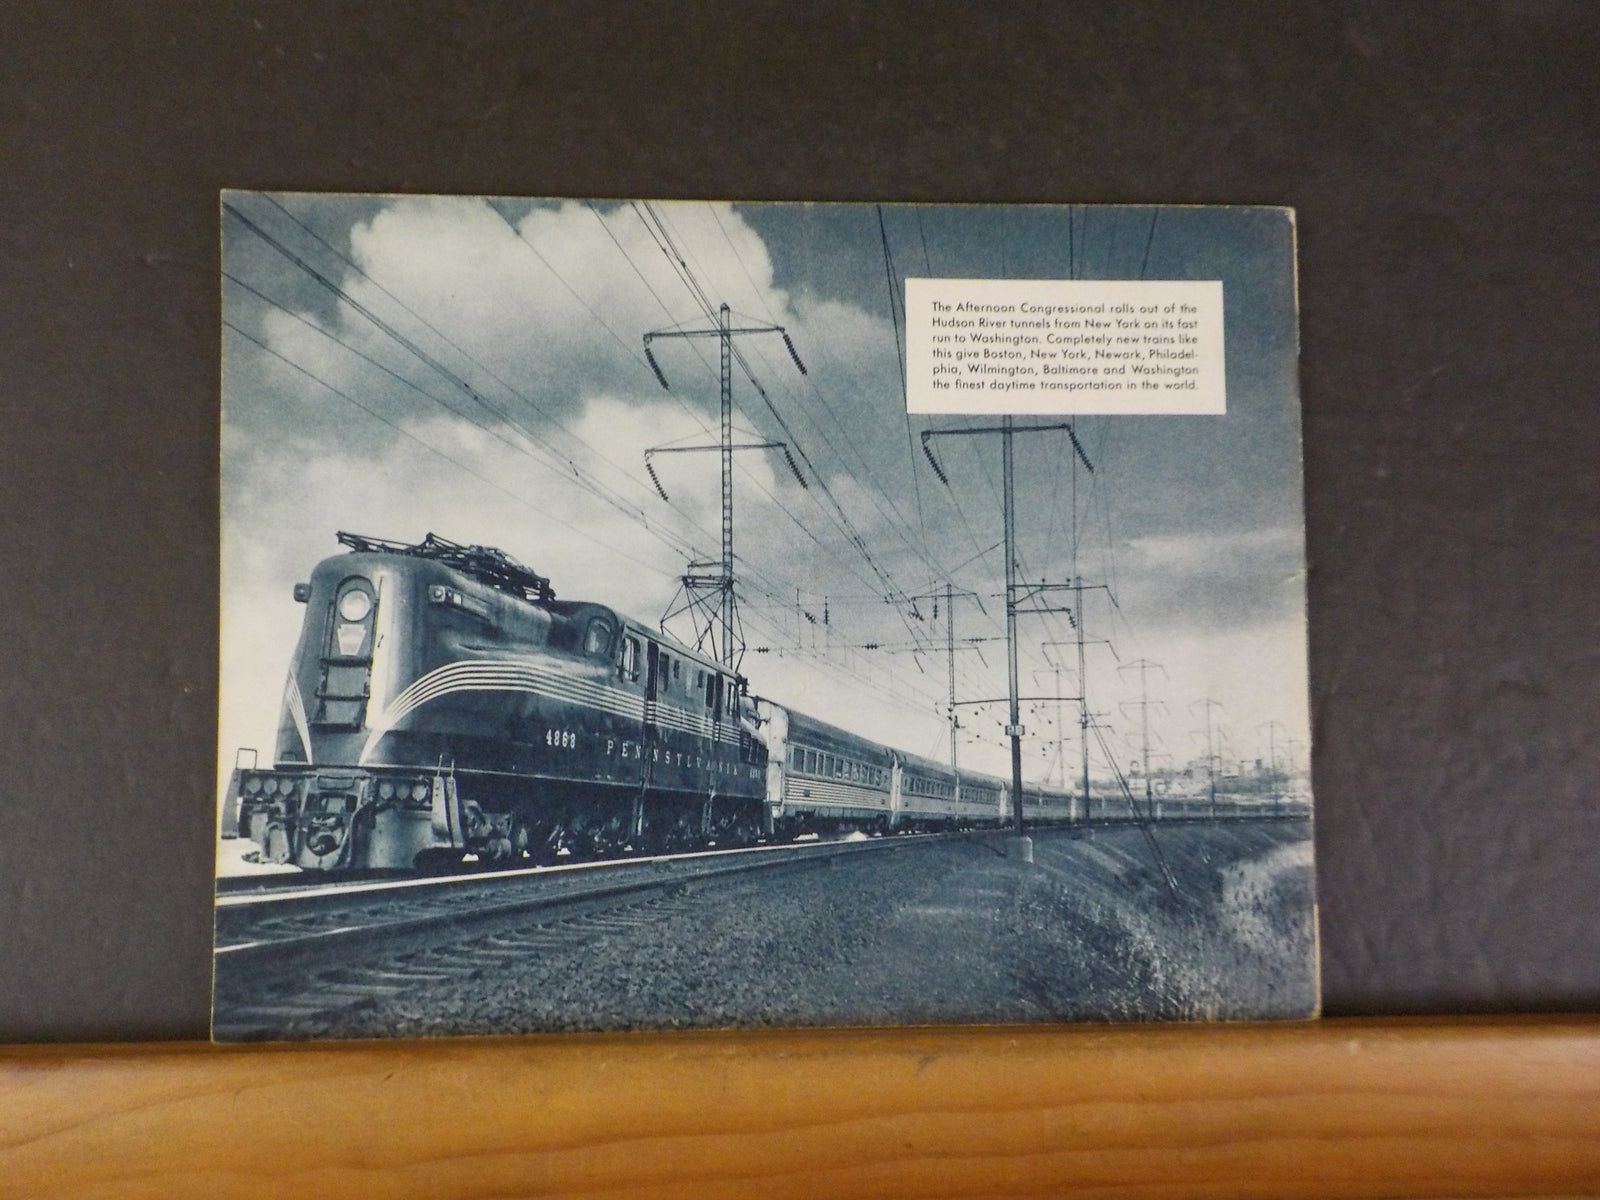 The Afternoon Congressional rolls out of the
Hudson River tunnels from New York on its fast
run to Washington. Completely new trains like
this give Boston, New York, Newark, Philadel-
phia, Wilmington, Baltimore and Washington
the finest daytime transportation in the world.
4868 PENNSYLVANIA